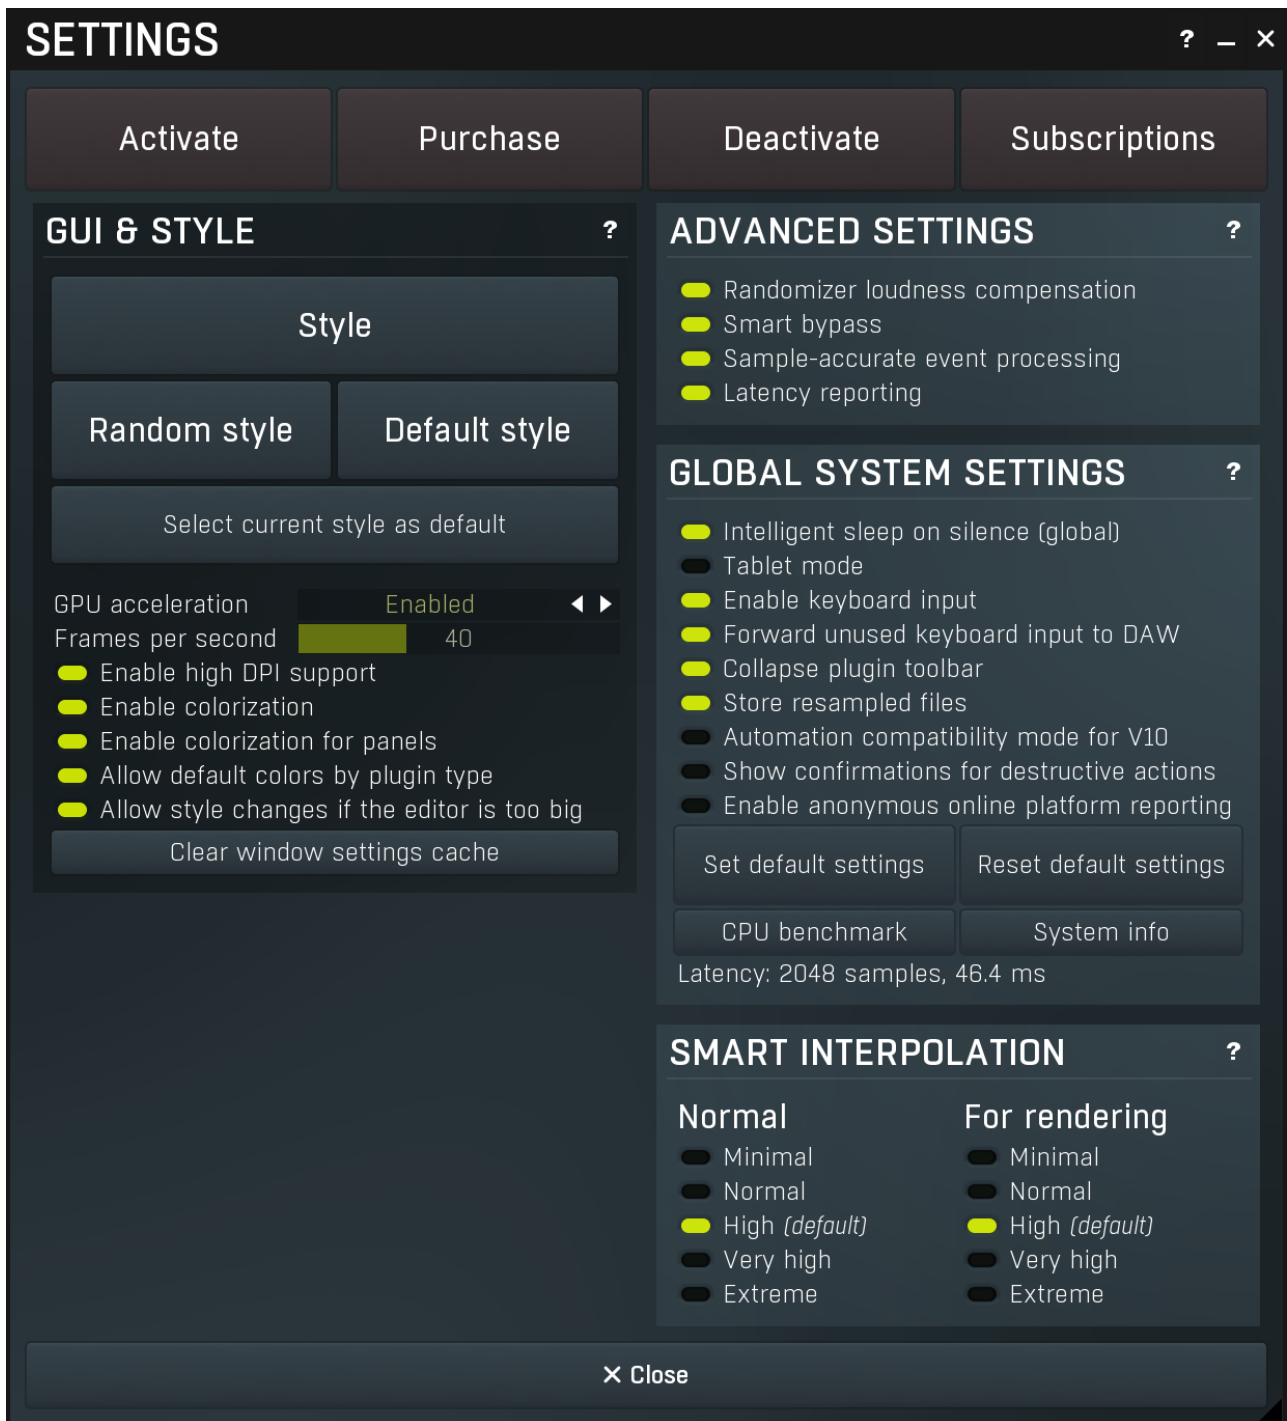 SETTINGS
?
Activate
Purchase
Deactivate
Subscriptions
GUI & STYLE
?
Style
Random style
Default style
Select current style as default
GPU acceleration
Enabled
Frames per second
40
Enable high DPI support
Enable colorization
Enable colorization for panels
Allow default colors by plugin type
Allow style changes if the editor is too big
Clear window settings cache
ADVANCED SETTINGS
?
Randomizer loudness compensation
Smart bypass
Sample-accurate event processing
Latency reporting
GLOBAL SYSTEM SETTINGS
?
Intelligent sleep on silence (global)
Tablet mode
Enable keyboard input
Forward unused keyboard input to DAW
Collapse plugin toolbar
Store resampled files
Automation compatibility mode for V10
Show confirmations for destructive actions
Enable anonymous online platform reporting
Set default settings
Reset default settings
CPU benchmark
System info
Latency: 2048 samples, 46.4 ms
SMART INTERPOLATION
?
Normal
Minimal
Normal
High (default)
Very high
Extreme
For rendering
Minimal
Normal
High (default)
Very high
Extreme
Close